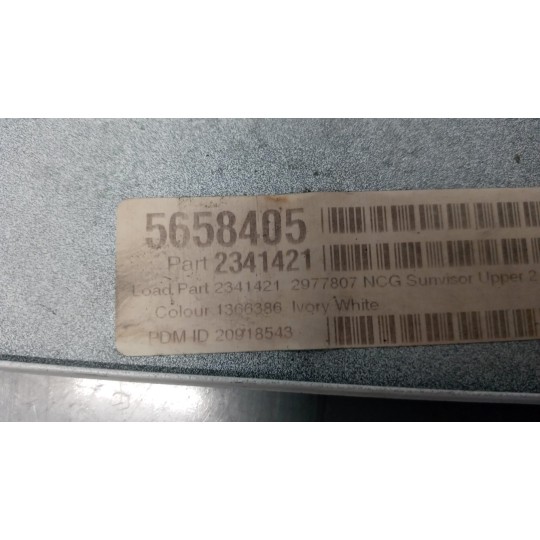 5658405
Part 2341421
Load Part 2341421 2977807 NCG Sunvisor Upper 2
Colour 1366386 Ivory White
PDM ID 20918543